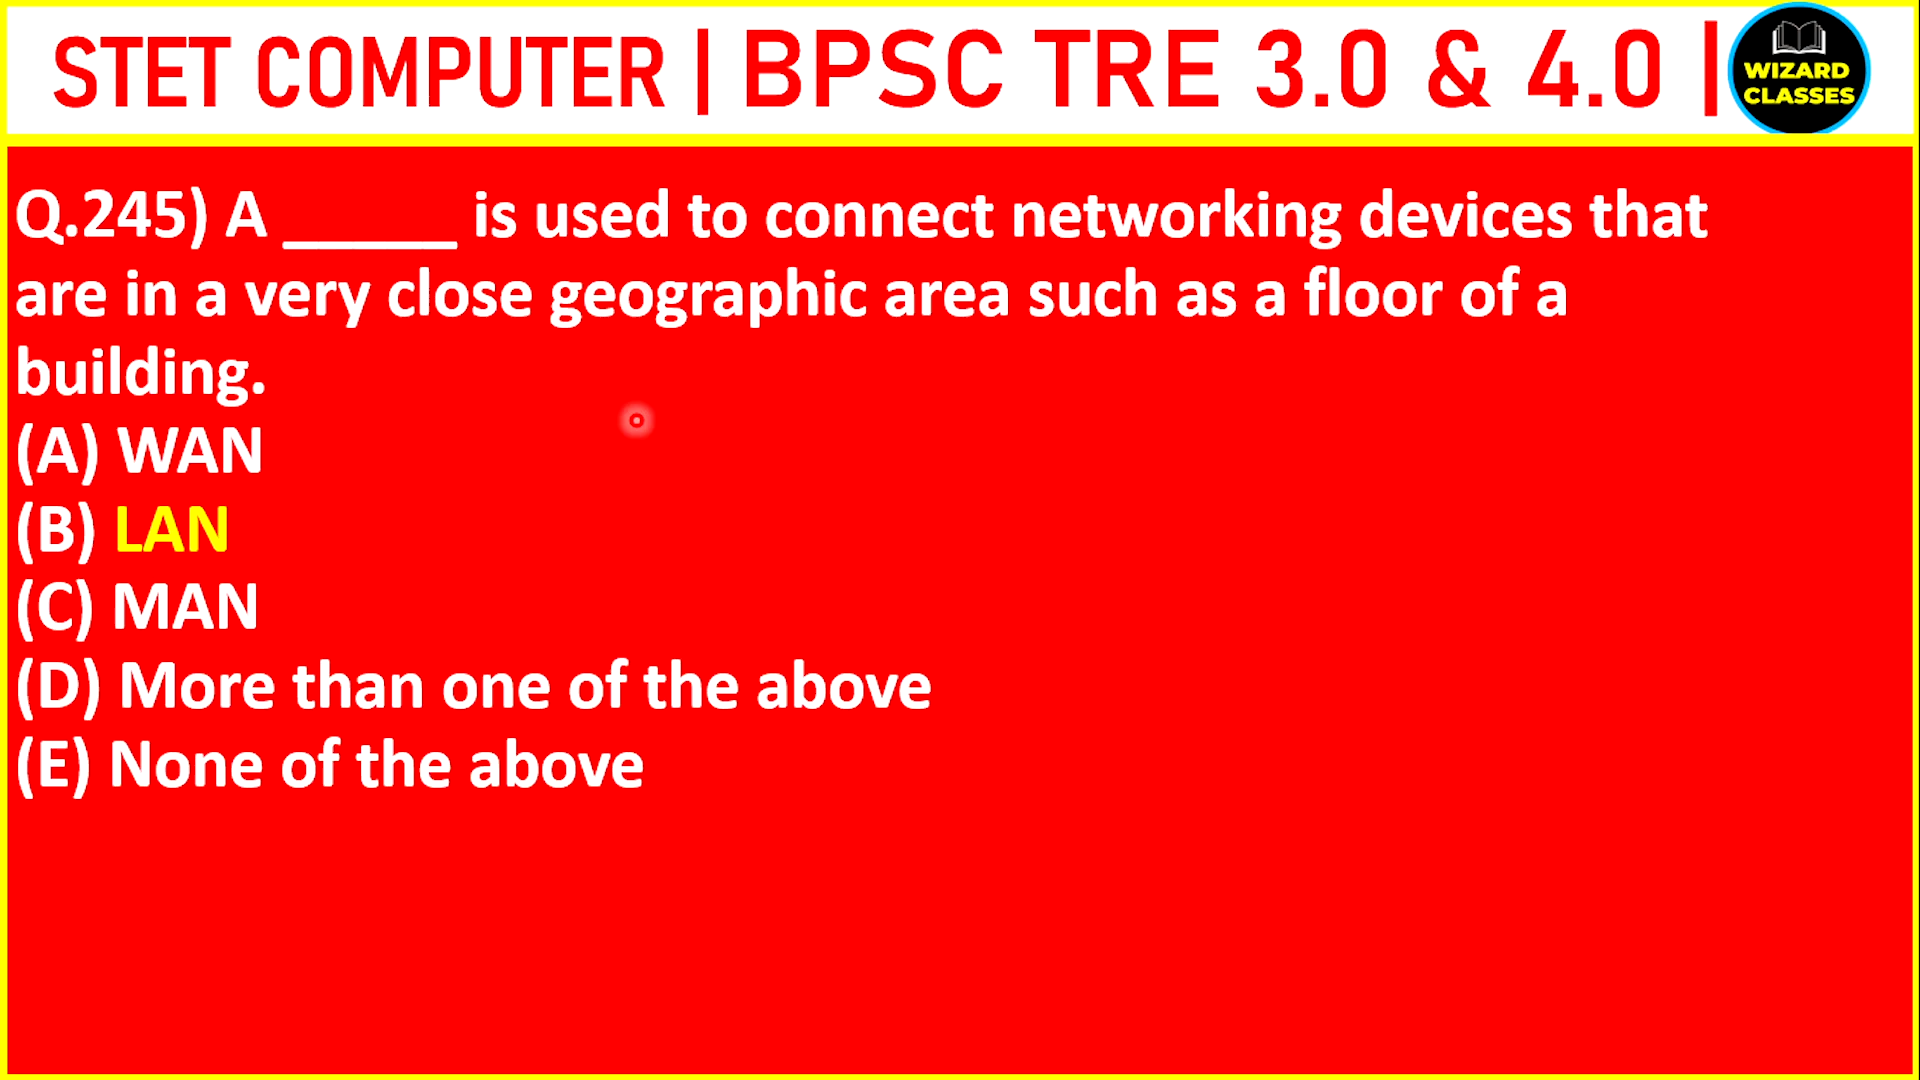 STET COMPUTER | BPSC TRE 3.0 & 4.0 |
WIZARD
CLASSES
Q.245) A ______ is used to connect networking devices that
are in a very close geographic area such as a floor of a
building.
(A) WAN
(B) LAN
(C) MAN
(D) More than one of the above
(E) None of the above